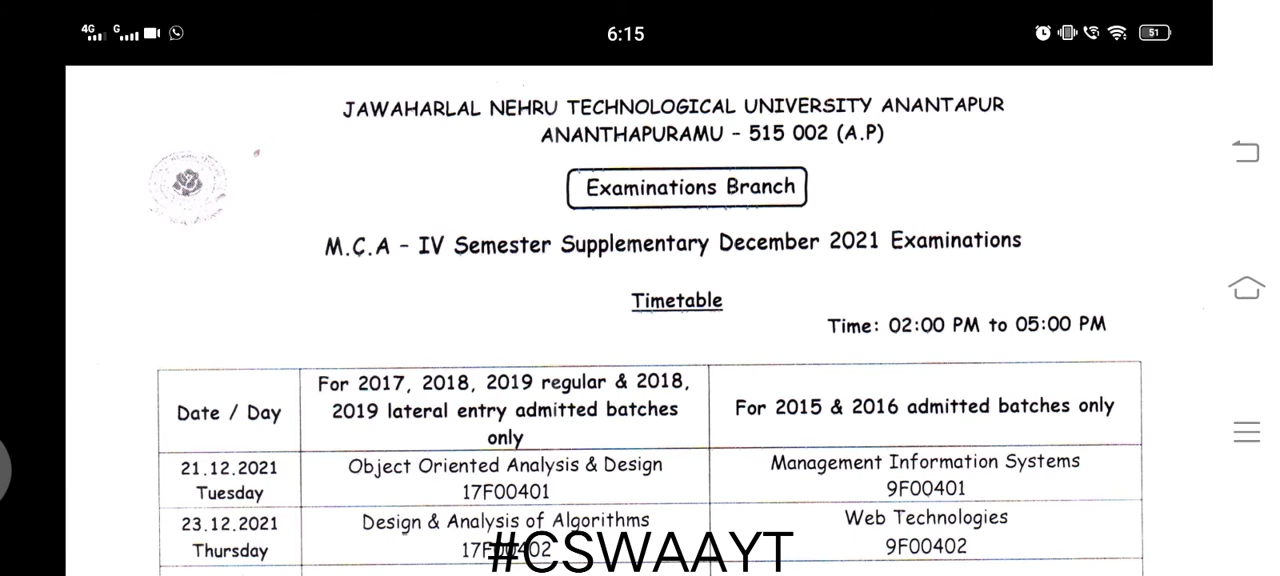 4G G 6:15 51
JAWAHARLAL NEHRU TECHNOLOGICAL UNIVERSITY ANANTAPUR
ANANTHAPURAMU - 515 002 (A.P)
Examinations Branch
M.C.A - IV Semester Supplementary December 2021 Examinations
Timetable
Time: 02:00 PM to 05:00 PM
Date / Day
For 2017, 2018, 2019 regular & 2018,
2019 lateral entry admitted batches
only
For 2015 & 2016 admitted batches only
21.12.2021
Tuesday
Object Oriented Analysis & Design
17F00401
Management Information Systems
9F00401
23.12.2021
Thursday
Design & Analysis of Algorithms
17F00402
Web Technologies
9F00402
#CSWAAYT